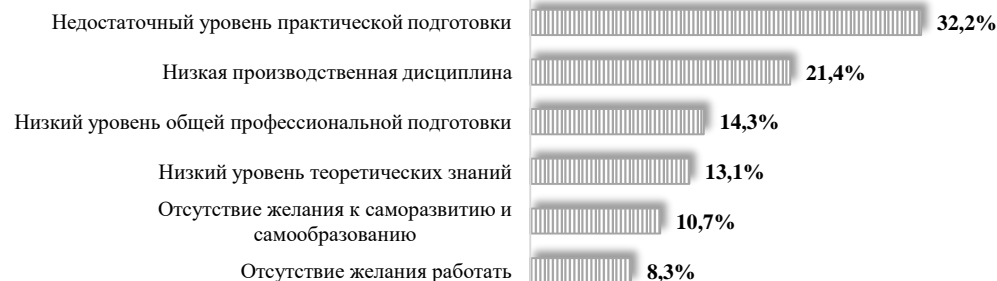 Недостаточный уровень практической подготовки 32,2%
Низкая производственная дисциплина 21,4%
Низкий уровень общей профессиональной подготовки 14,3%
Низкий уровень теоретических знаний 13,1%
Отсутствие желания к саморазвитию и
самообразованию 10,7%
Отсутствие желания работать 8,3%